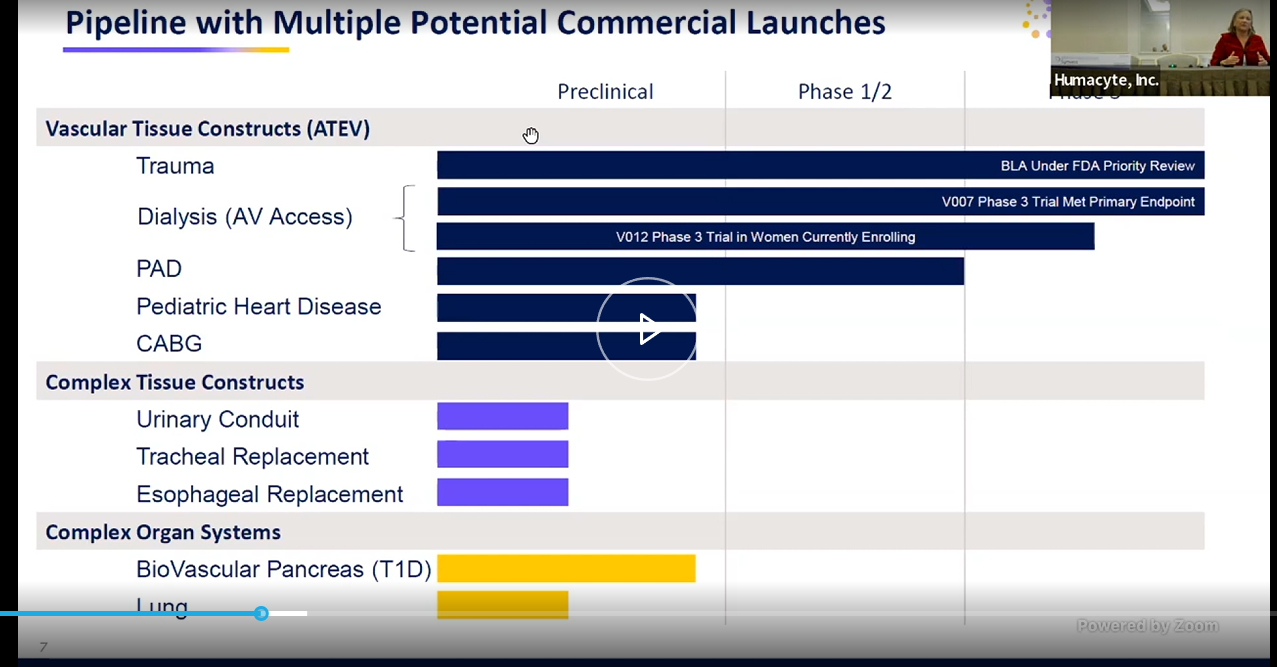 Pipeline with Multiple Potential Commercial Launches
Humacyte, Inc.
Preclinical
Phase 1/2
Vascular Tissue Constructs (ATEV)
Trauma
BLA Under FDA Priority Review
Dialysis (AV Access)
V007 Phase 3 Trial Met Primary Endpoint
V012 Phase 3 Trial in Women Currently Enrolling
PAD
Pediatric Heart Disease
CABG
Complex Tissue Constructs
Urinary Conduit
Tracheal Replacement
Esophageal Replacement
Complex Organ Systems
BioVascular Pancreas (T1D)
Lung
Powered by Zoom
7